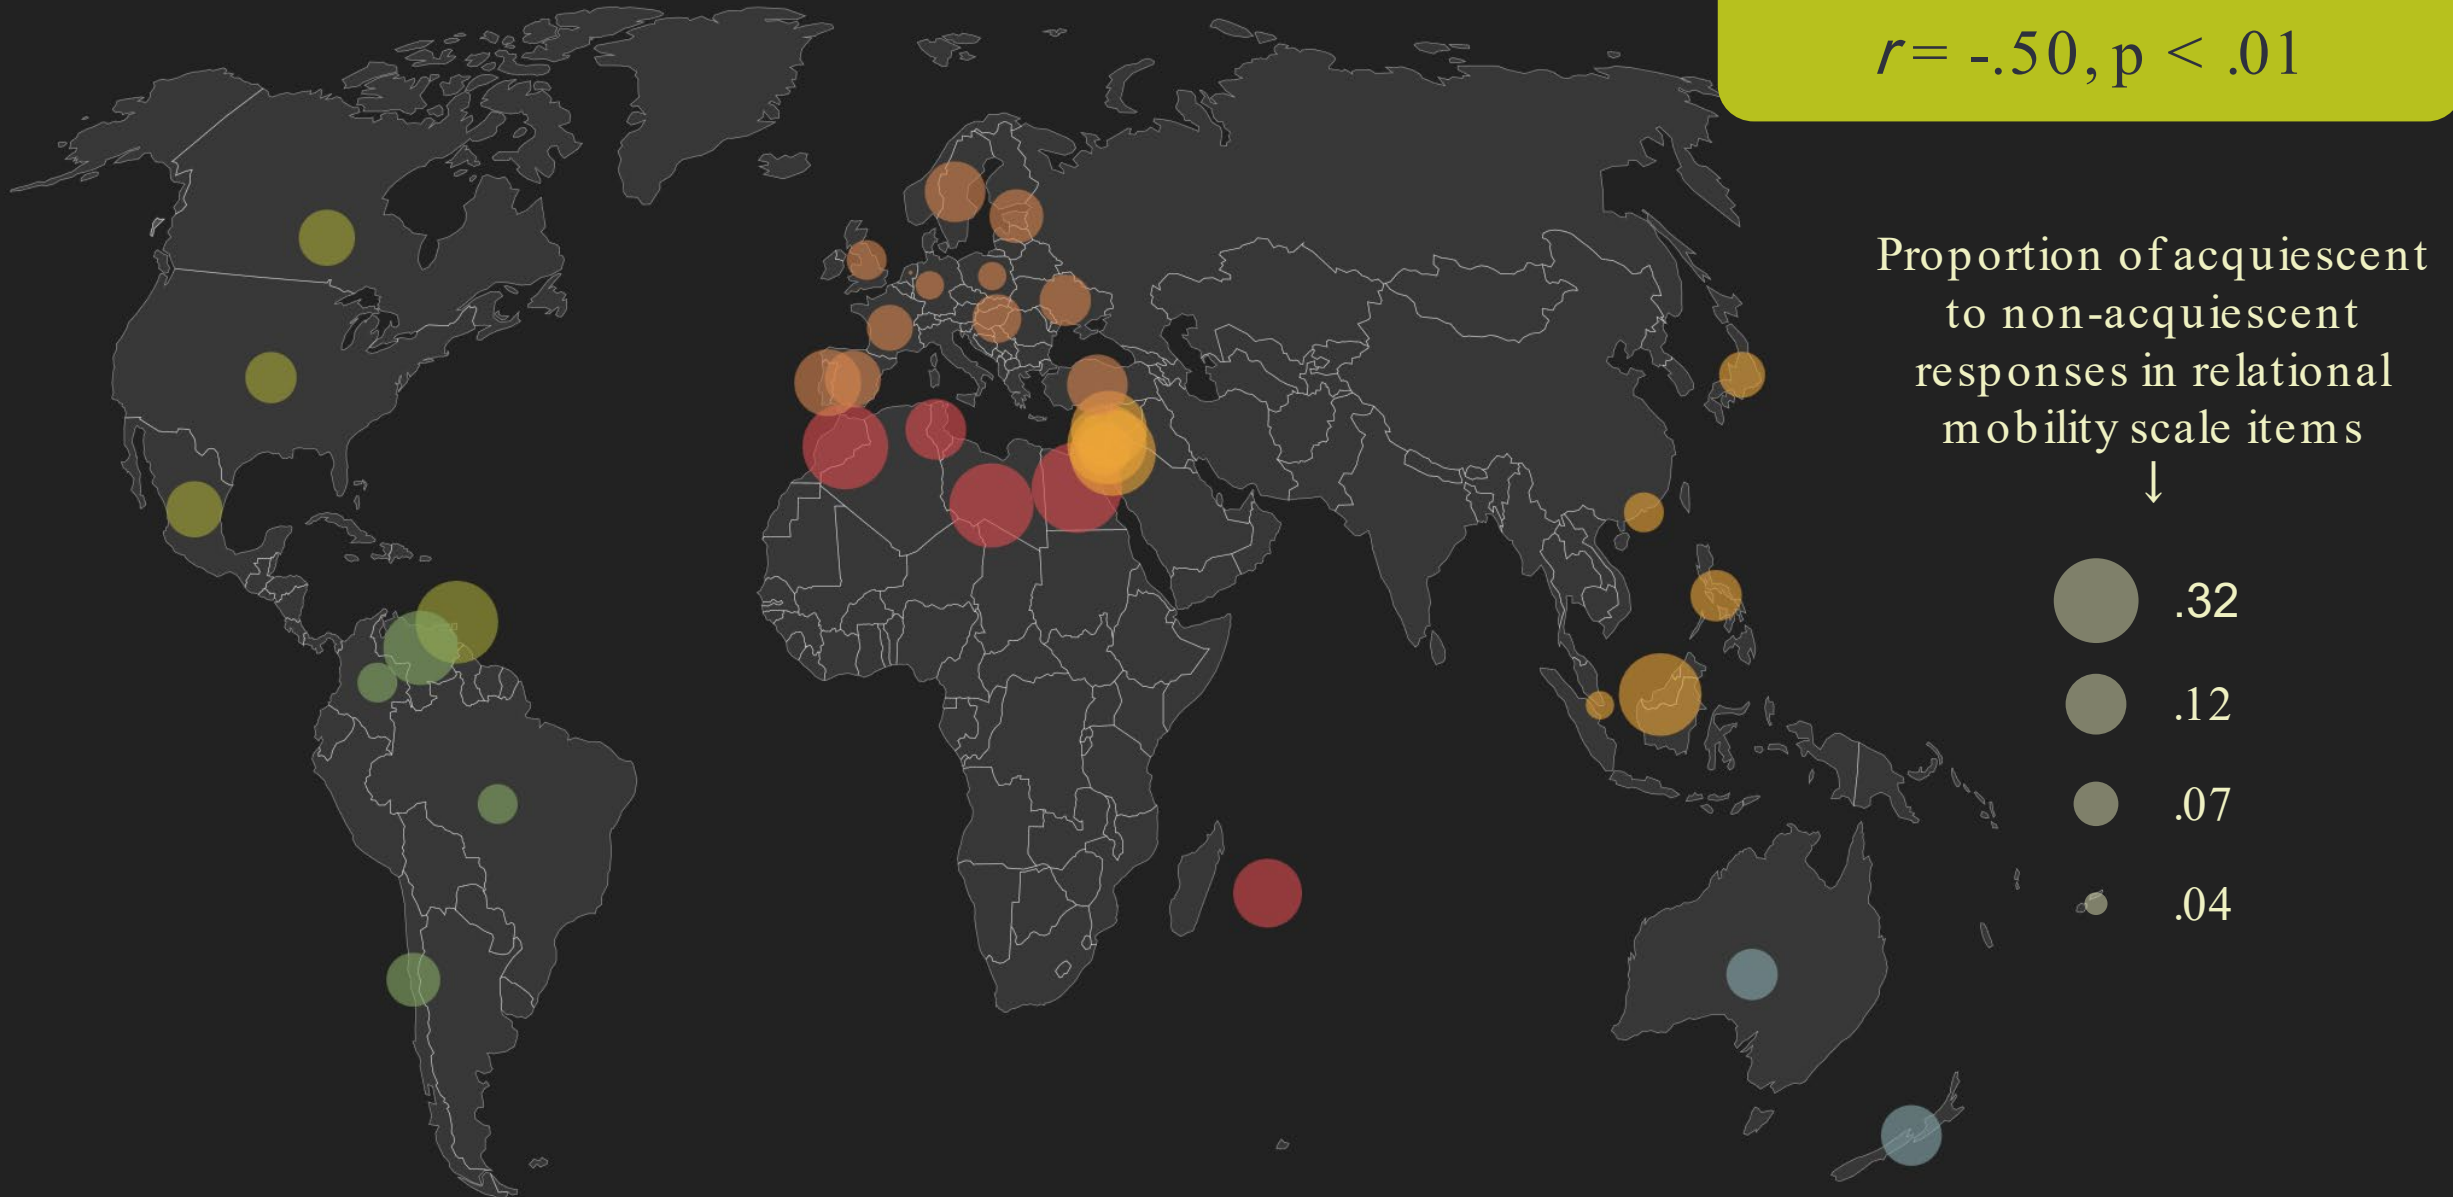 r = -.50, p < .01
Proportion of acquiescent
to non-acquiescent
responses in relational
mobility scale items
↓
.32
.12
.07
.04